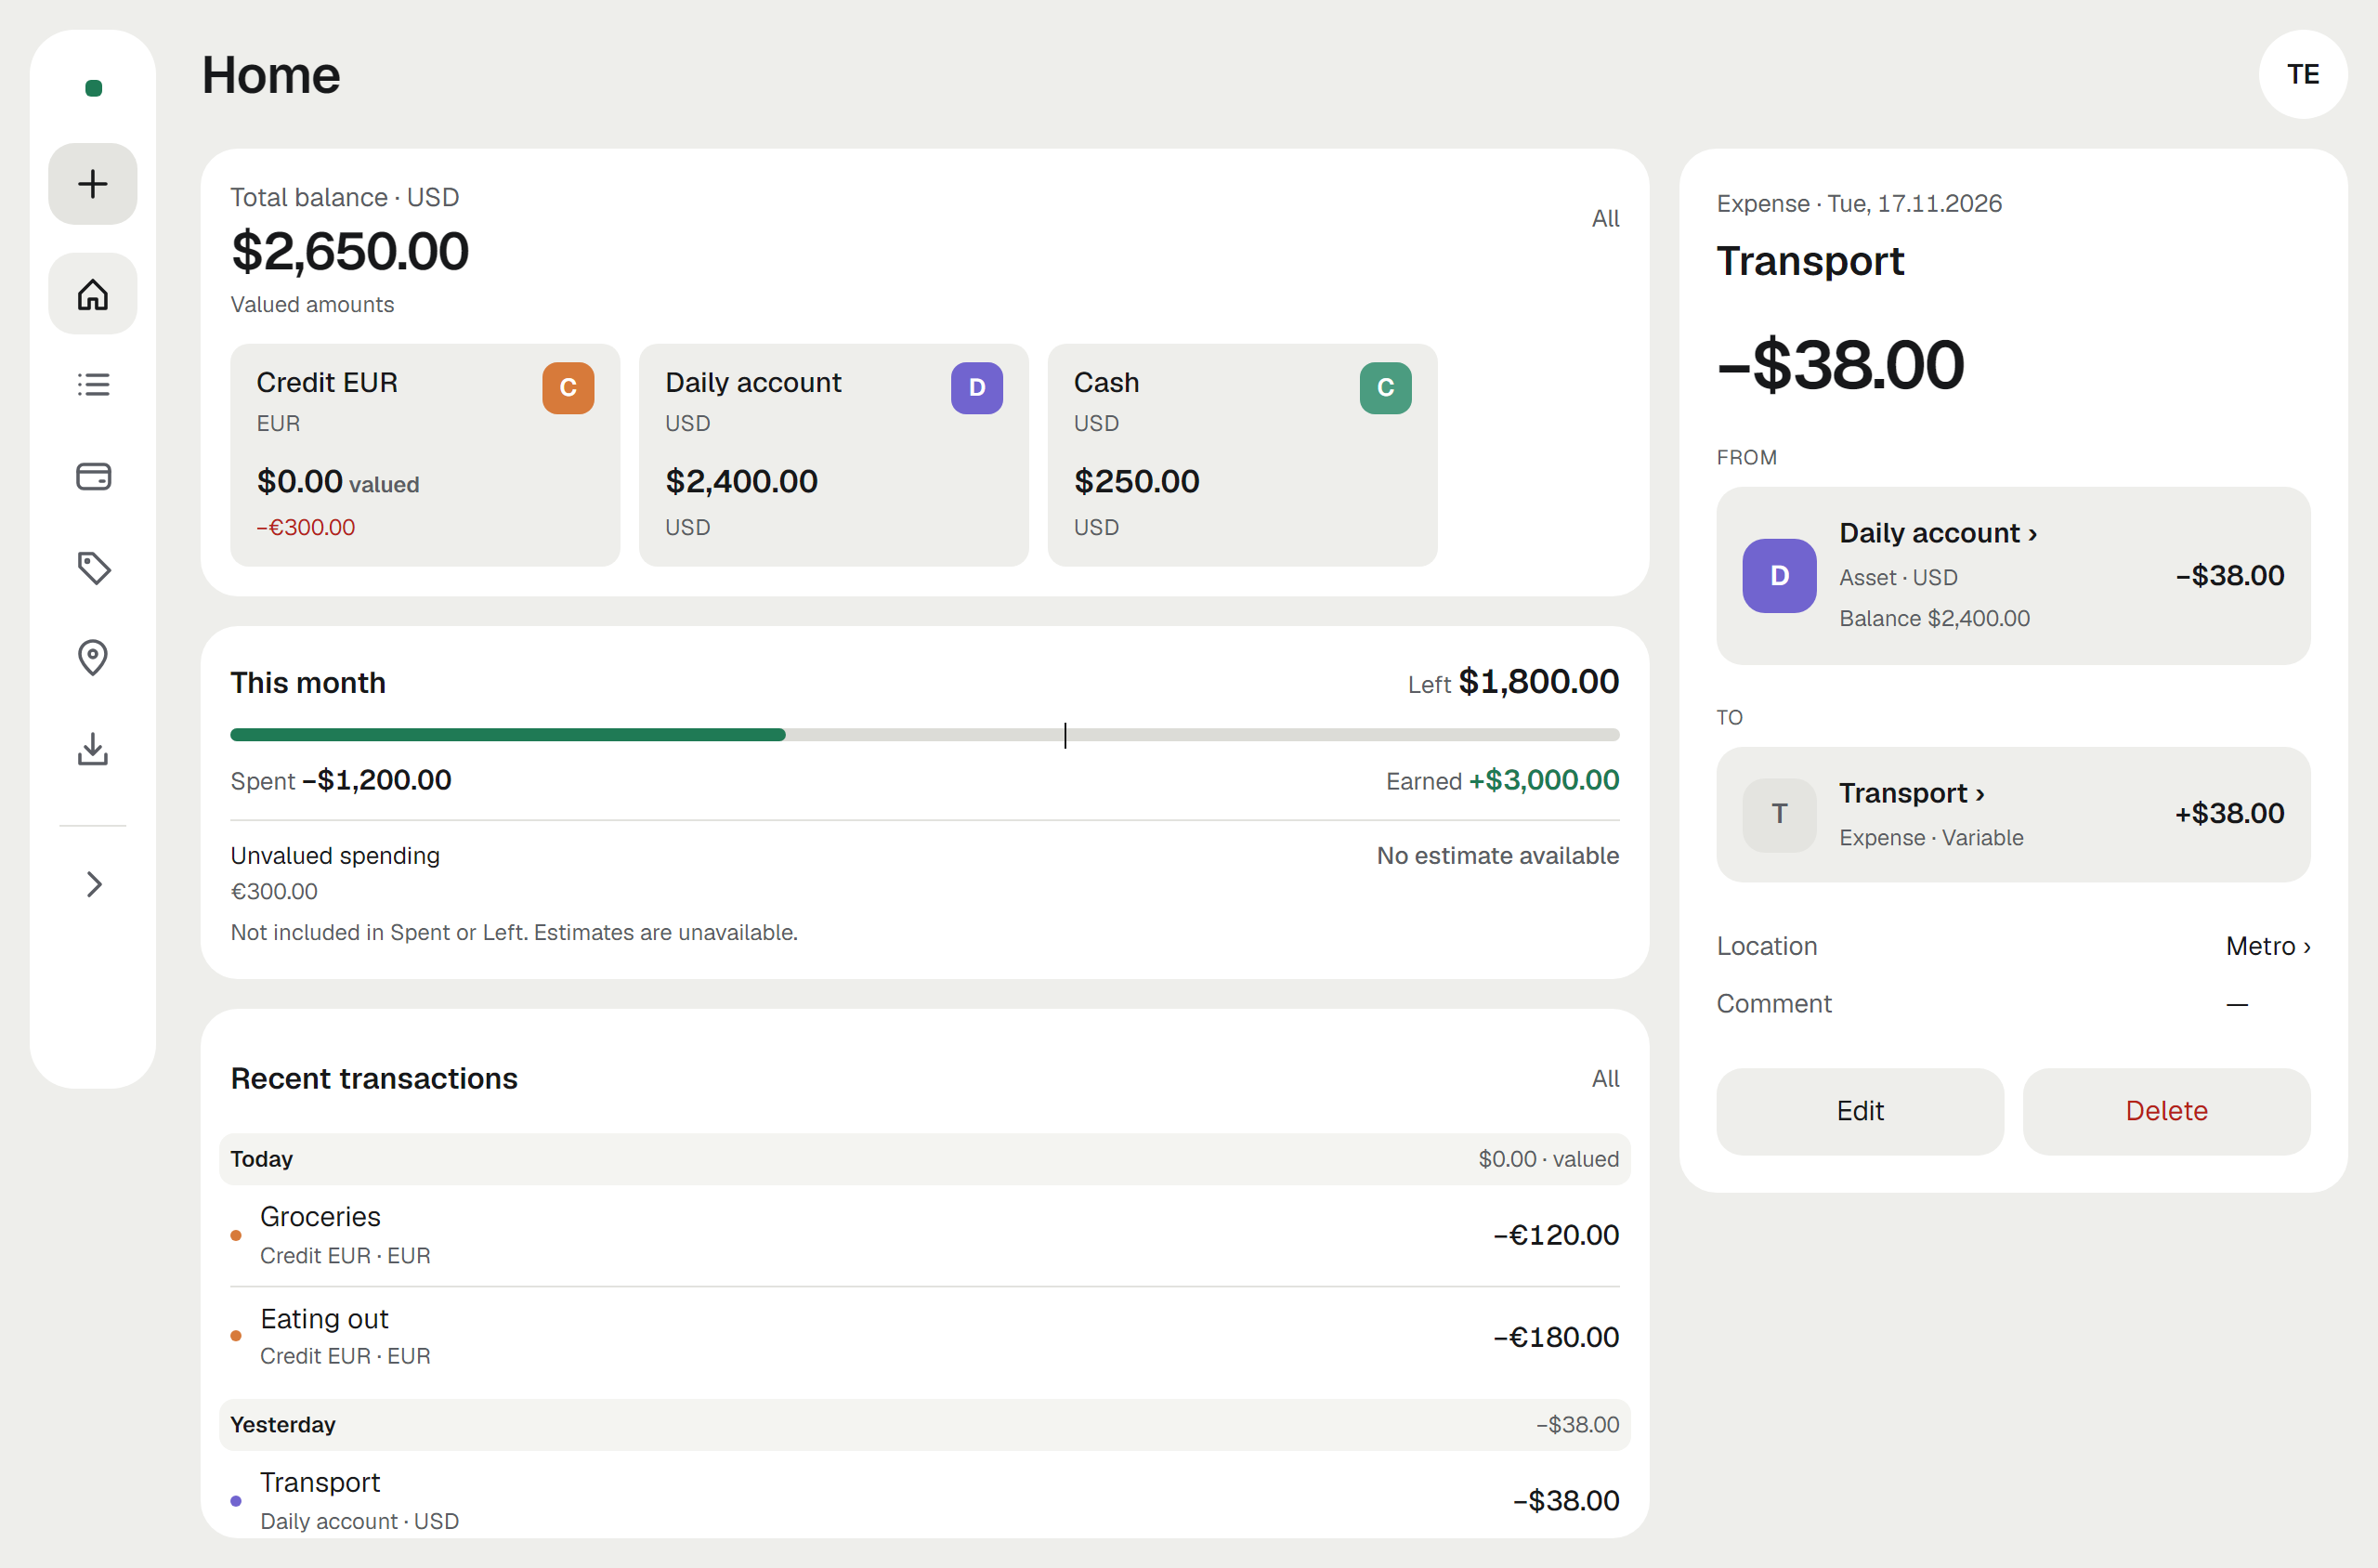 Home
TE
Total balance · USD
All
$2,650.00
Valued amounts
Credit EUR
C
EUR
$0.00 valued
−€300.00
Daily account
D
USD
$2,400.00
USD
Cash
C
USD
$250.00
USD
This month
Left $1,800.00
Spent −$1,200.00
Earned +$3,000.00
Unvalued spending
No estimate available
€300.00
Not included in Spent or Left. Estimates are unavailable.
Recent transactions
All
Today
$0.00 · valued
Groceries
Credit EUR · EUR
−€120.00
Eating out
Credit EUR · EUR
−€180.00
Yesterday
−$38.00
Transport
Daily account · USD
−$38.00
Expense · Tue, 17.11.2026
Transport
−$38.00
FROM
D
Daily account ›
Asset · USD
Balance $2,400.00
−$38.00
TO
T
Transport ›
Expense · Variable
+$38.00
Location
Metro ›
Comment
—
Edit
Delete